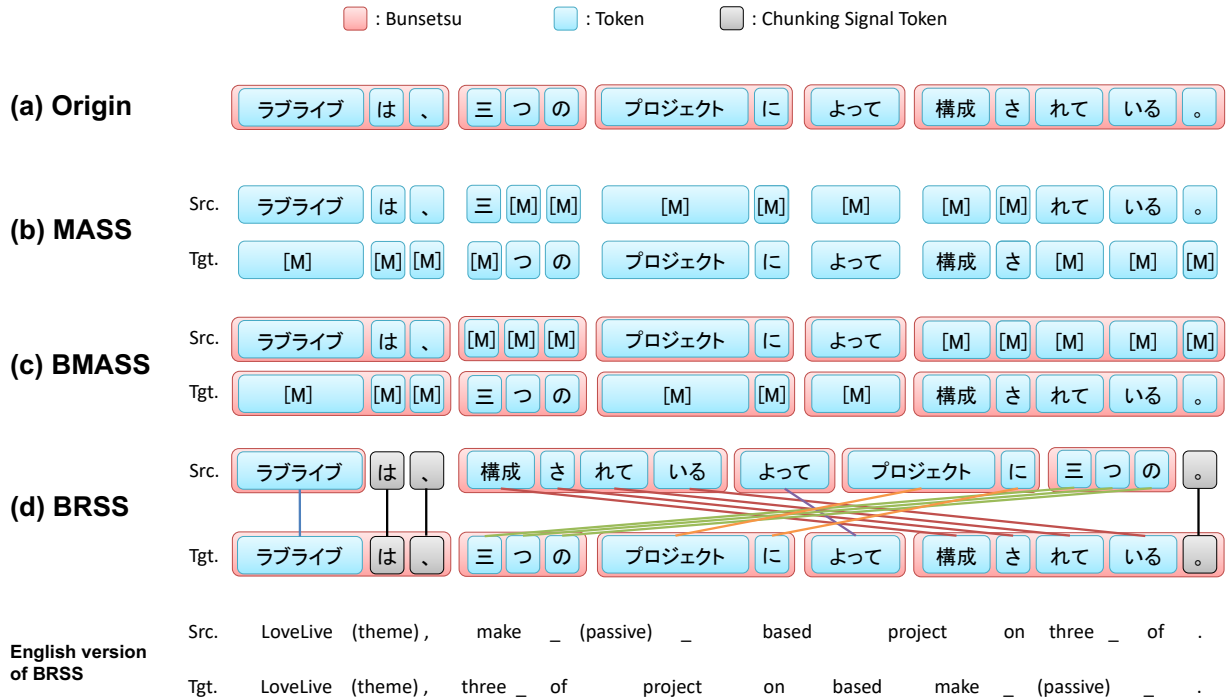 : Bunsetsu : Token : Chunking Signal Token
(a) Origin ラブライブ は 、 三 つ の プロジェクト に よって 構成 さ れて いる 。
(b) MASS
Src. ラブライブ は 、 三 [M] [M] [M] [M] [M] [M] [M] れて いる 。
Tgt. [M] [M] [M] [M] つ の プロジェクト に よって 構成 さ [M] [M] [M]
(c) BMASS
Src. ラブライブ は 、 [M] [M] [M] プロジェクト に よって [M] [M] [M] [M] [M]
Tgt. [M] [M] [M] 三 つ の [M] [M] [M] 構成 さ れて いる 。
(d) BRSS
Src. ラブライブ は 、 構成 さ れて いる よって プロジェクト に 三 つ の 。
Tgt. ラブライブ は 、 三 つ の プロジェクト に よって 構成 さ れて いる 。
English version
of BRSS
Src. LoveLive (theme) , make _ (passive) _ based project on three _ of .
Tgt. LoveLive (theme) , three _ of project on based make _ (passive) _ .